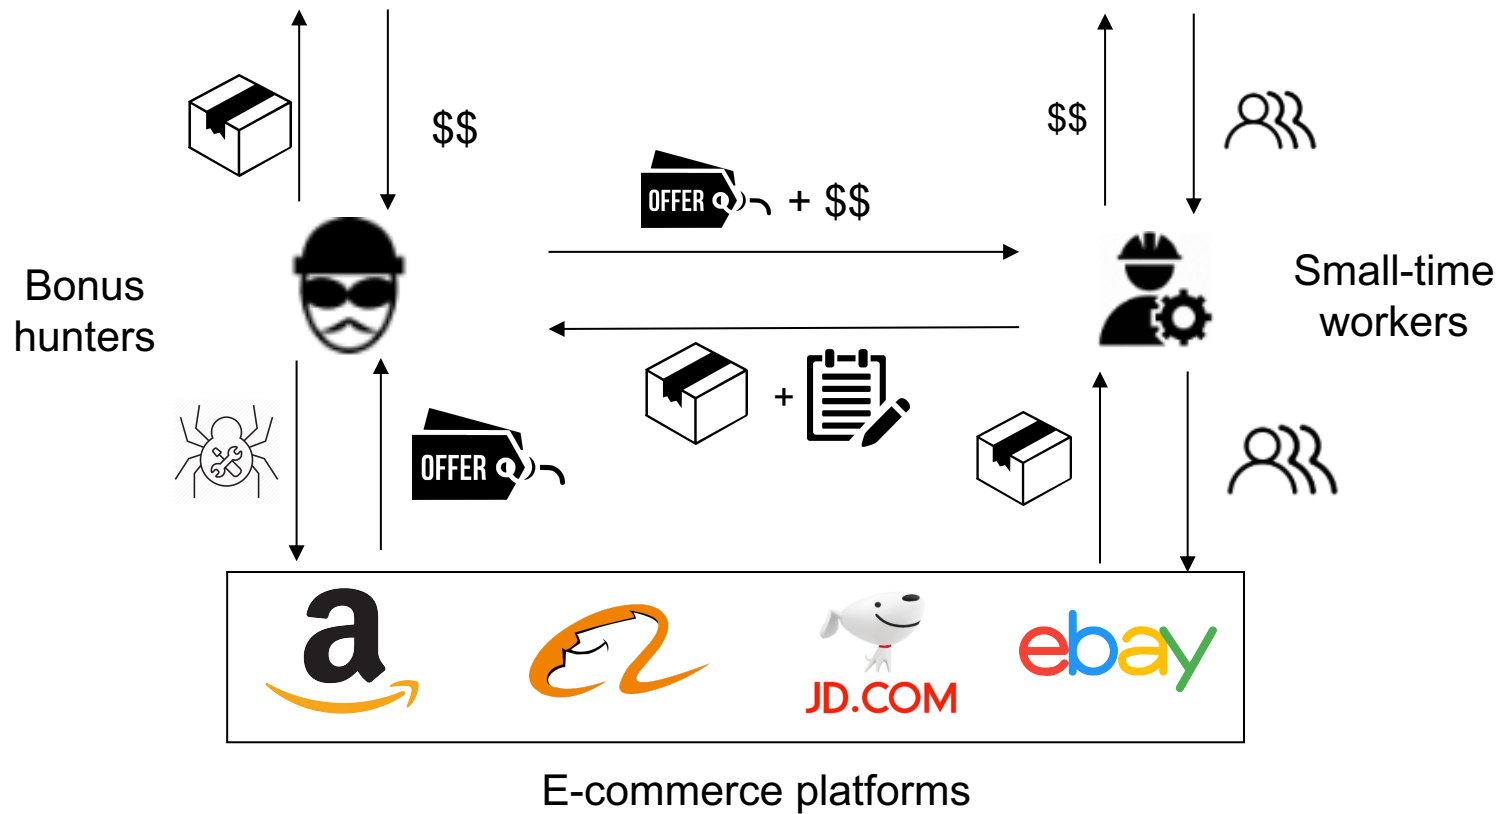 $$
$$
OFFER + $$
Bonus
hunters
Small-time
workers
+
OFFER
a
JD.COM
ebay
E-commerce platforms